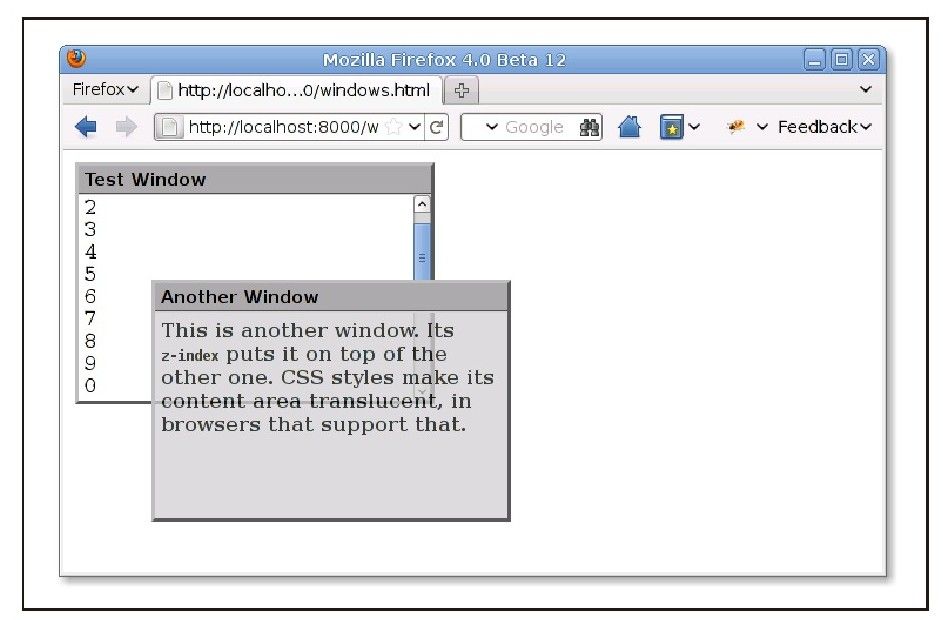 Mozilla Firefox 4.0 Beta 12
Firefox
http://localho...0/windows.html
http://localhost:8000/w
Google
Feedback
Test Window
2
3
4
5
6
7
8
9
0
Another Window
This is another window. Its
z-index puts it on top of the
other one. CSS styles make its
content area translucent, in
browsers that support that.